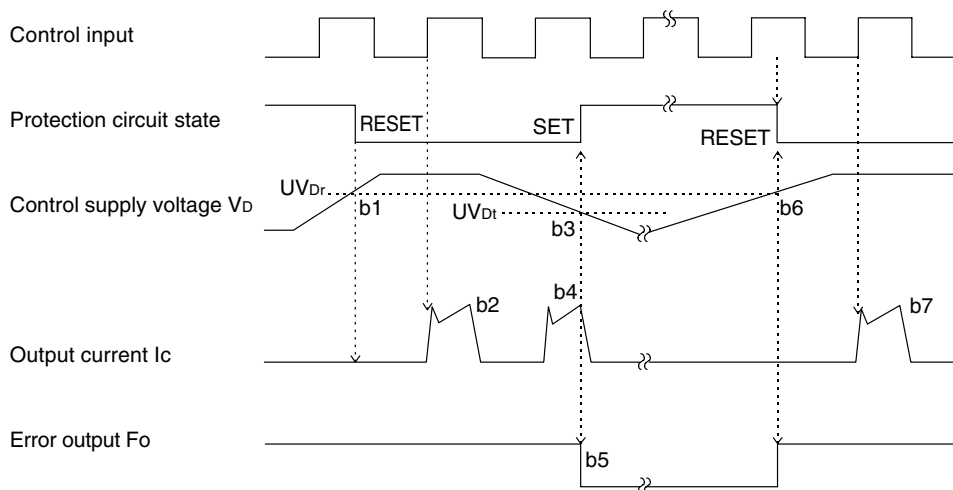 Control input
Protection circuit state
RESET
SET
RESET
UVDr
Control supply voltage VD
b1
UVDt
b3
b6
b2
b4
b7
Output current Ic
Error output Fo
b5